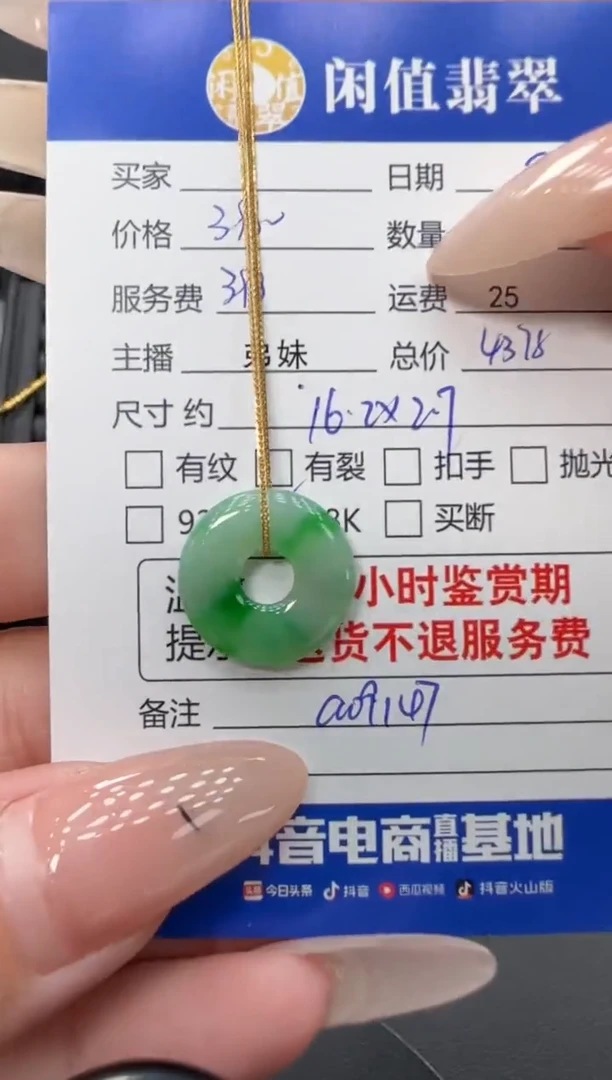 闲值翡翠
买家 日期
价格 数量
服务费 运费 25
主播 弟妹 总价 4378
尺寸 约 16.2×2.7
有纹 有裂 扣手 抛光
买断
小时鉴赏期
货不退服务费
备注 a09147
音电商直播基地
今日头条 抖音 西瓜视频 抖音火山版